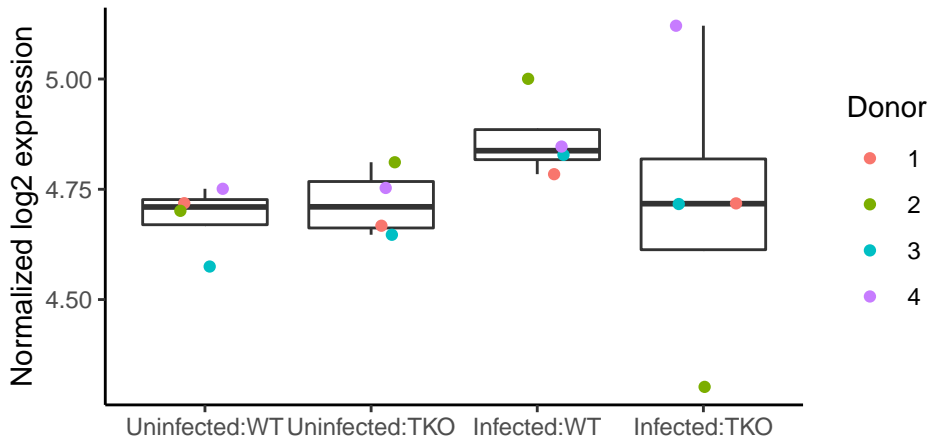 Normalized log2 expression
5.00
4.75
4.50
Uninfected:WT
Uninfected:TKO
Infected:WT
Infected:TKO
Donor
1
2
3
4